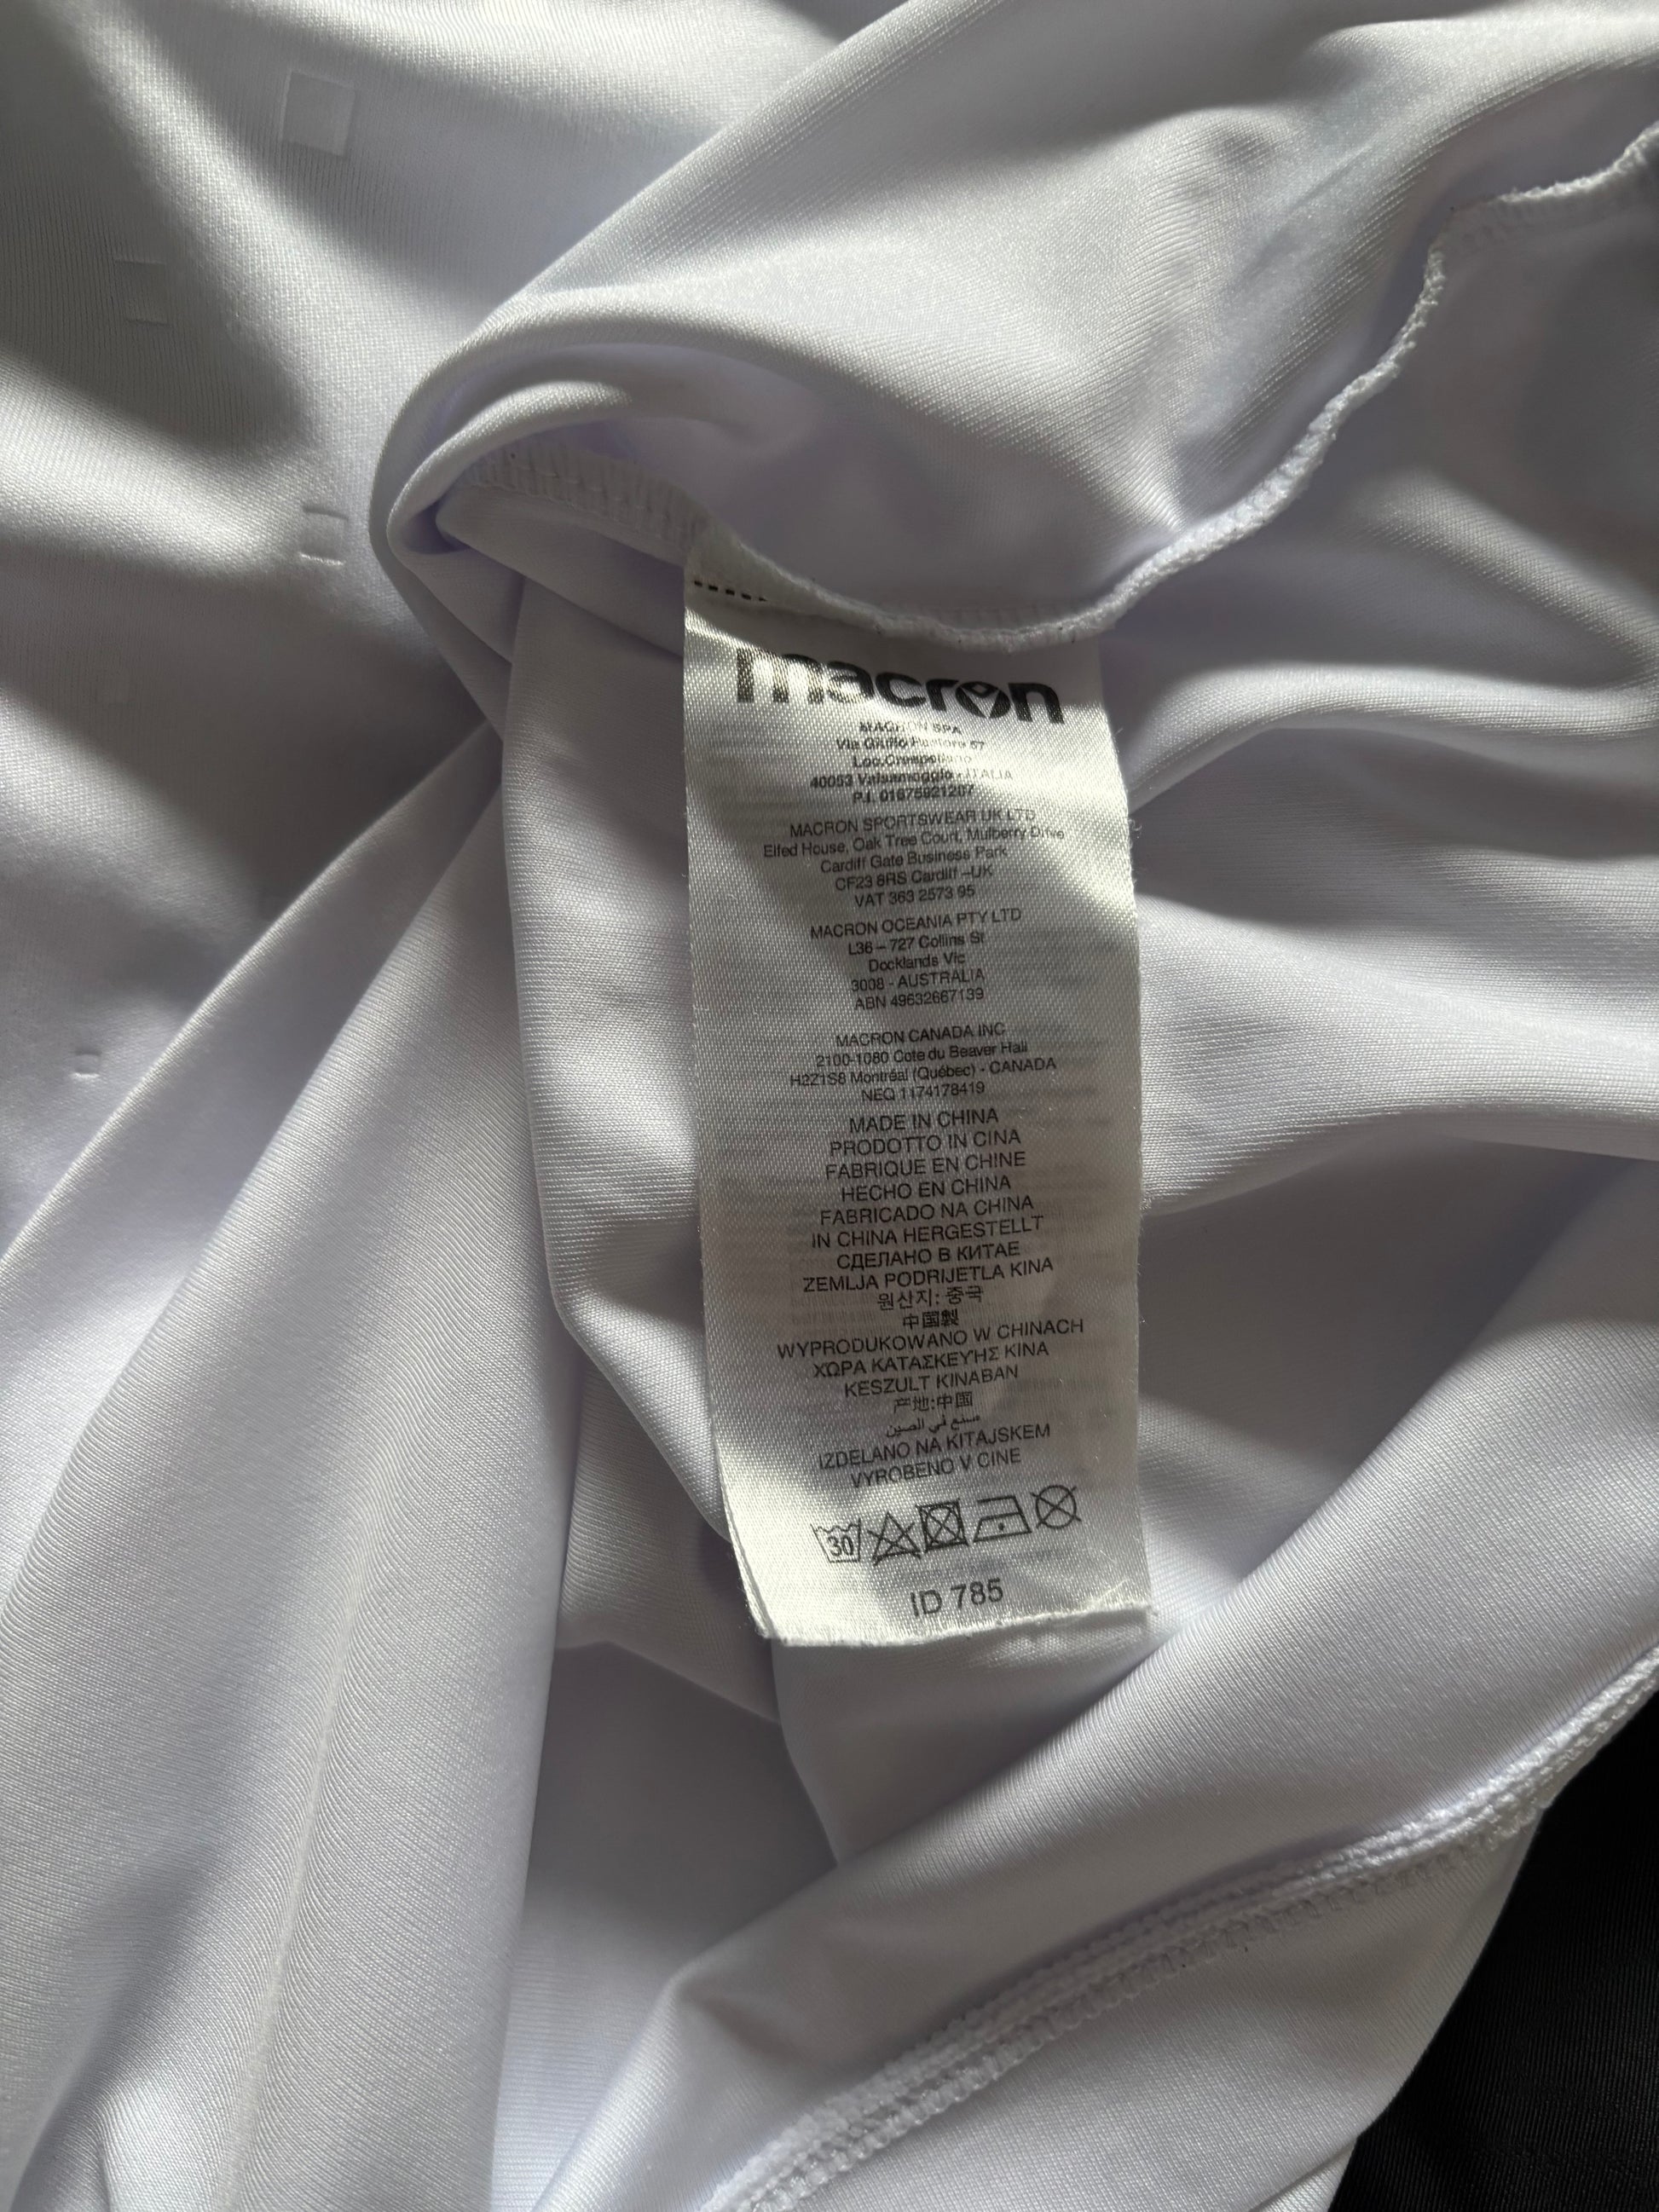 macron
MACRON SPA
Via Giulio Pastore 57
Loc.Crespellano
40053 Valsamoggia - ITALIA
P.I. 01675921207
MACRON SPORTSWEAR UK LTD
Elfed House, Oak Tree Court, Mulberry Drive
Cardiff Gate Business Park
CF23 8RS Cardiff –UK
VAT 363 2573 95
MACRON OCEANIA PTY LTD
L36 – 727 Collins St
Docklands Vic
3008 - AUSTRALIA
ABN 49632667139
MACRON CANADA INC
2100-1080 Cote du Beaver Hall
H2Z1S8 Montréal (Québec) - CANADA
NEQ 1174178419
MADE IN CHINA
PRODOTTO IN CINA
FABRIQUE EN CHINE
HECHO EN CHINA
FABRICADO NA CHINA
IN CHINA HERGESTELLT
СДЕЛАНО В КИТАЕ
ZEMLJA PODRIJETLA KINA
원산지: 중국
中国製
WYPRODUKOWANO W CHINACH
ΧΩΡΑ ΚΑΤΑΣΚΕΥΉΣ ΚΙΝΑ
KESZULT KINABAN
产地:中国
صنع في الصين
IZDELANO NA KITAJSKEM
VYROBENO V CINE
30
ID 785